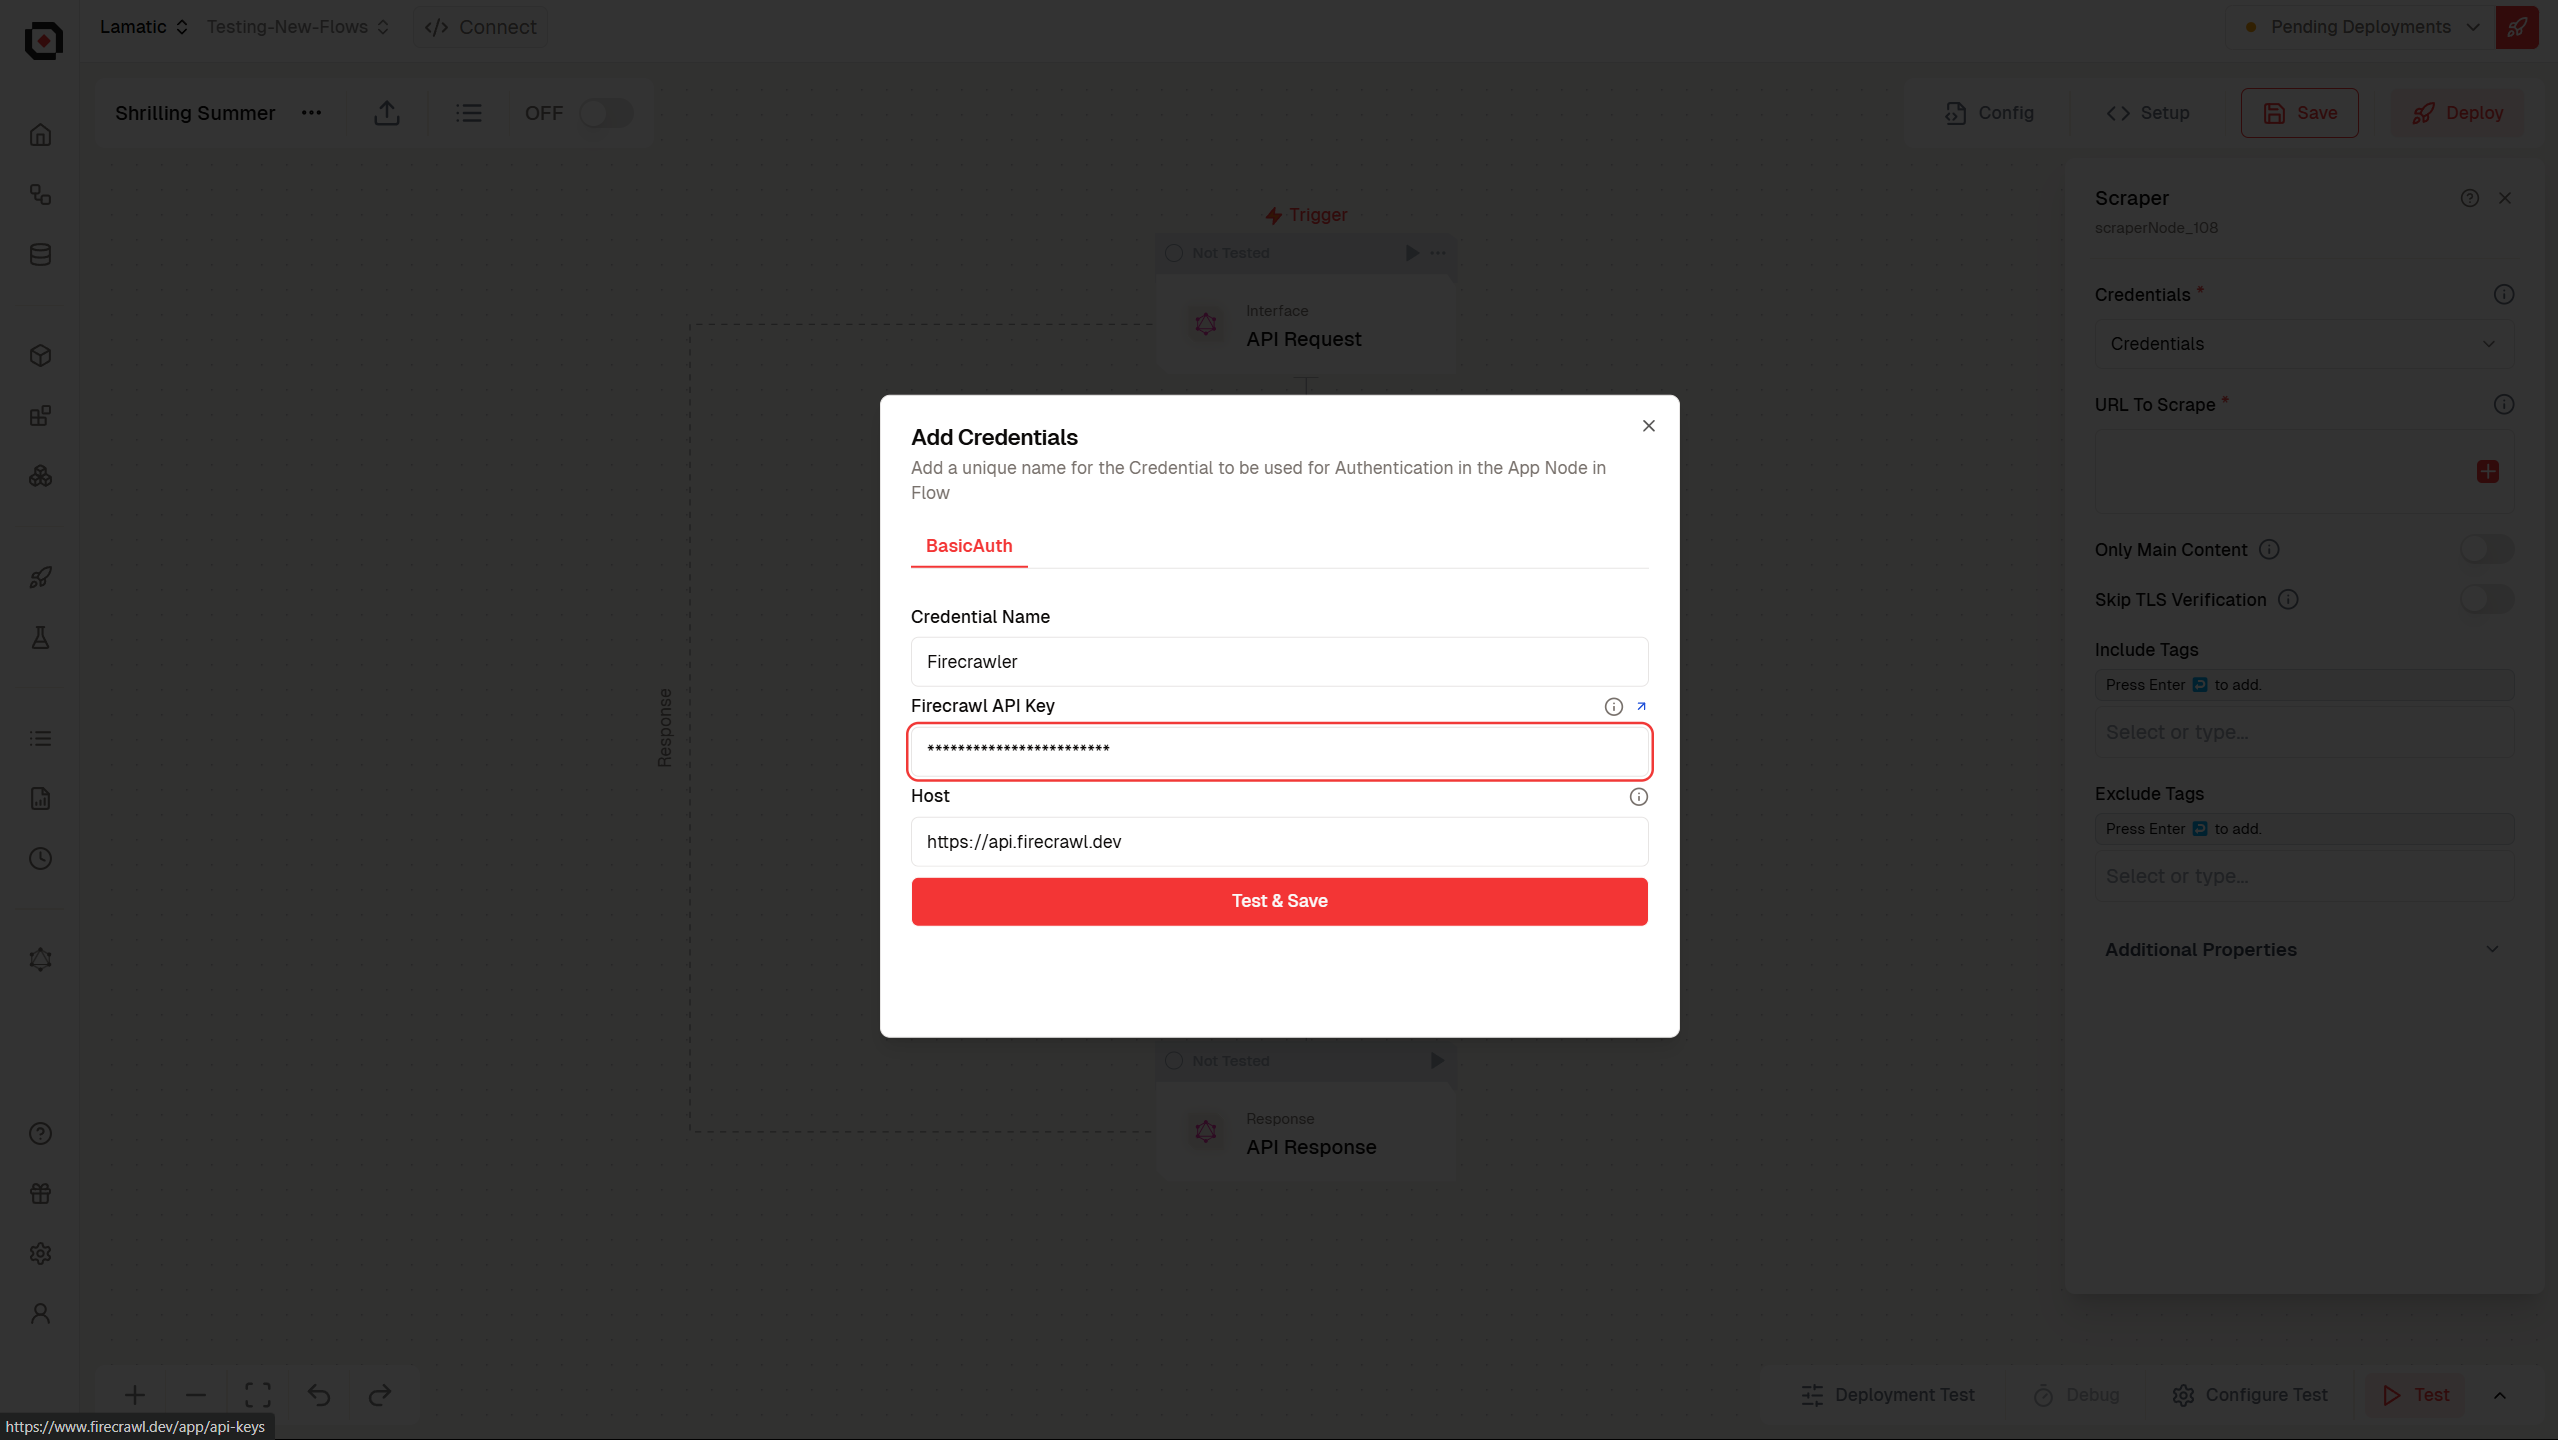 Lamatic
Testing-New-Flows
Connect
Pending Deployments
Shrilling Summer
OFF
Config
Setup
Save
Deploy
Trigger
Not Tested
Interface
API Request
Response
Add Credentials
Add a unique name for the Credential to be used for Authentication in the App Node in
Flow
BasicAuth
Credential Name
Firecrawler
Firecrawl API Key
************************
Host
https://api.firecrawl.dev
Test & Save
Not Tested
Response
API Response
Scraper
scraperNode_108
Credentials *
Credentials
URL To Scrape *
Only Main Content
Skip TLS Verification
Include Tags
Press Enter to add.
Select or type...
Exclude Tags
Press Enter to add.
Select or type...
Additional Properties
Deployment Test
Debug
Configure Test
Test
https://www.firecrawl.dev/app/api-keys